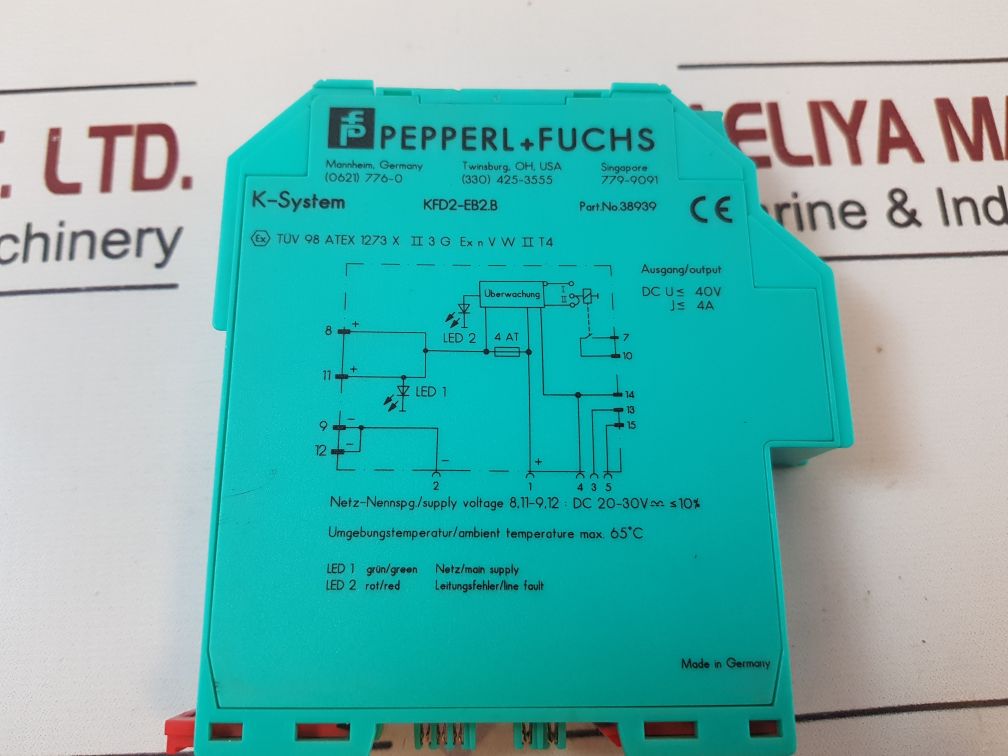 PEPPERL+FUCHS
Mannheim, Germany Twinsburg, OH, USA Singapore
(0621) 776-0 (330) 425-3555 779-9091
K-System KFD2-EB2.B Part.No.38939 CE
Ex TÜV 98 ATEX 1273 X II 3 G Ex n V W II T4
Ausgang/output
DC U≤ 40V
J≤ 4A
Überwachung
I
II
LED 2
4 AT
8 +
7
10
11 +
LED 1
14
13
15
9 −
12 −
− +
2 1 4 3 5
Netz-Nennspg./supply voltage 8,11-9,12 : DC 20-30V ≤10%
Umgebungstemperatur/ambient temperature max. 65°C
LED 1 grün/green Netz/main supply
LED 2 rot/red Leitungsfehler/line fault
Made in Germany
T. LTD.
chinery
ELIYA MA
rine & Ind